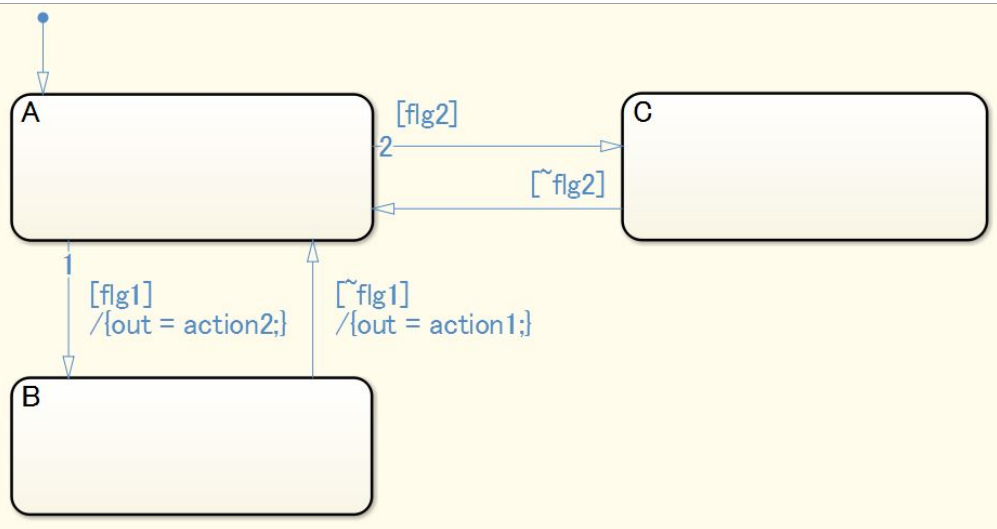 A
[flg2]
C
2
[~flg2]
1
[flg1]
/{out = action2;}
[~flg1]
/{out = action1;}
B